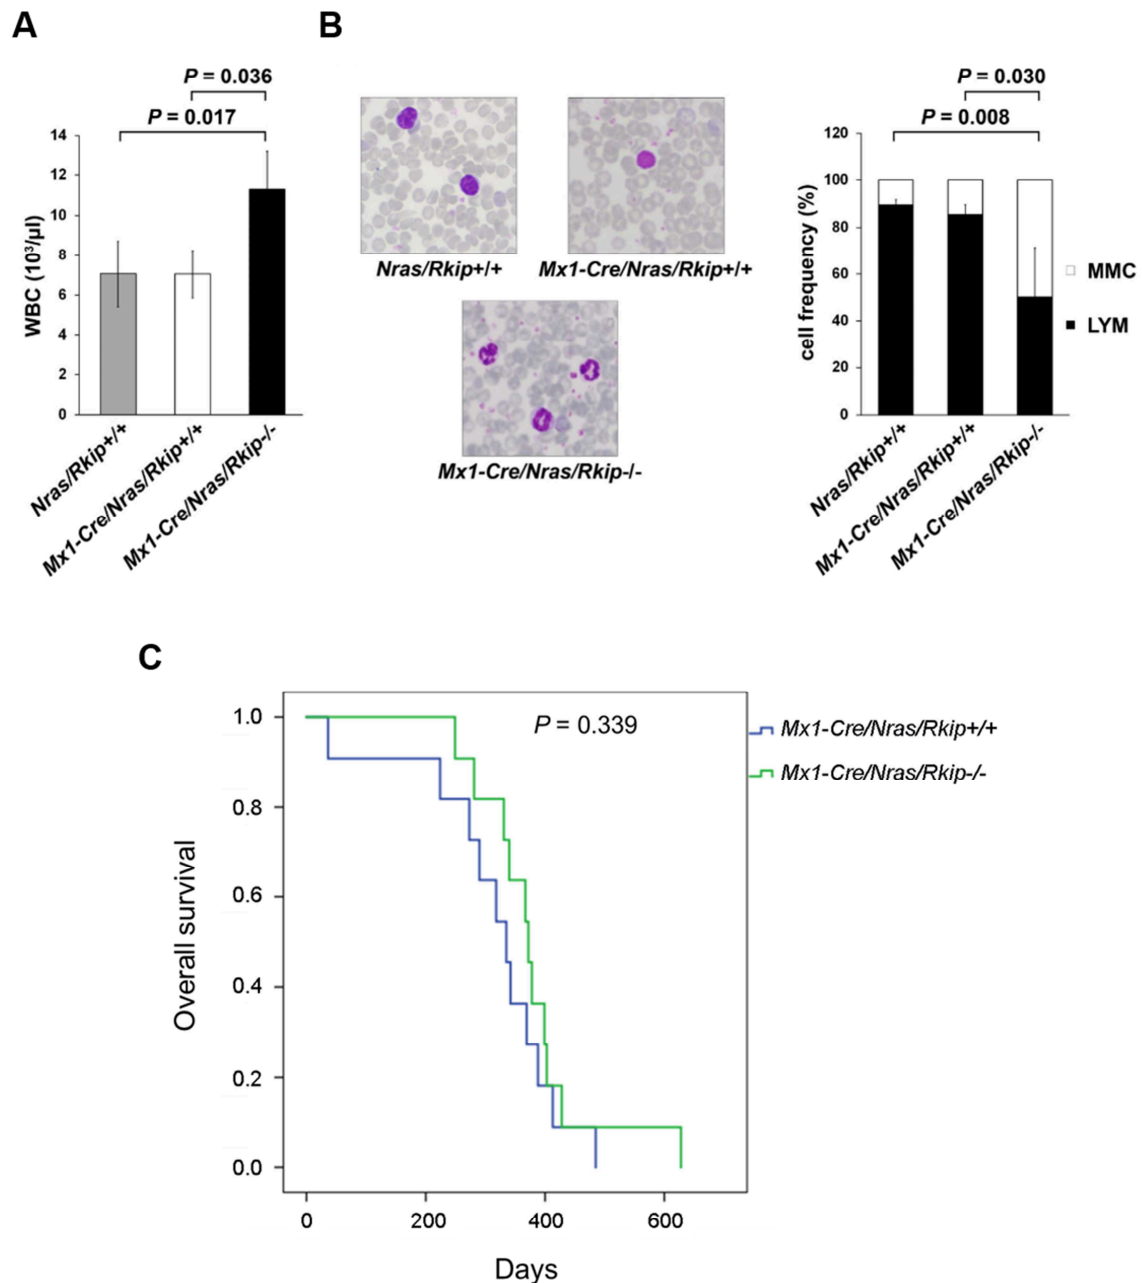 A
B
P = 0.036
P = 0.017
WBC (10³/µl)
14
12
10
8
6
4
2
0
Nras/Rkip+/+
Mx1-Cre/Nras/Rkip+/+
Mx1-Cre/Nras/Rkip-/-
Nras/Rkip+/+
Mx1-Cre/Nras/Rkip+/+
Mx1-Cre/Nras/Rkip-/-
P = 0.030
P = 0.008
cell frequency (%)
120
100
80
60
40
20
0
MMC
LYM
Nras/Rkip+/+
Mx1-Cre/Nras/Rkip+/+
Mx1-Cre/Nras/Rkip-/-
C
P = 0.339
Mx1-Cre/Nras/Rkip+/+
Mx1-Cre/Nras/Rkip-/-
Overall survival
1.0
0.8
0.6
0.4
0.2
0.0
0
200
400
600
Days